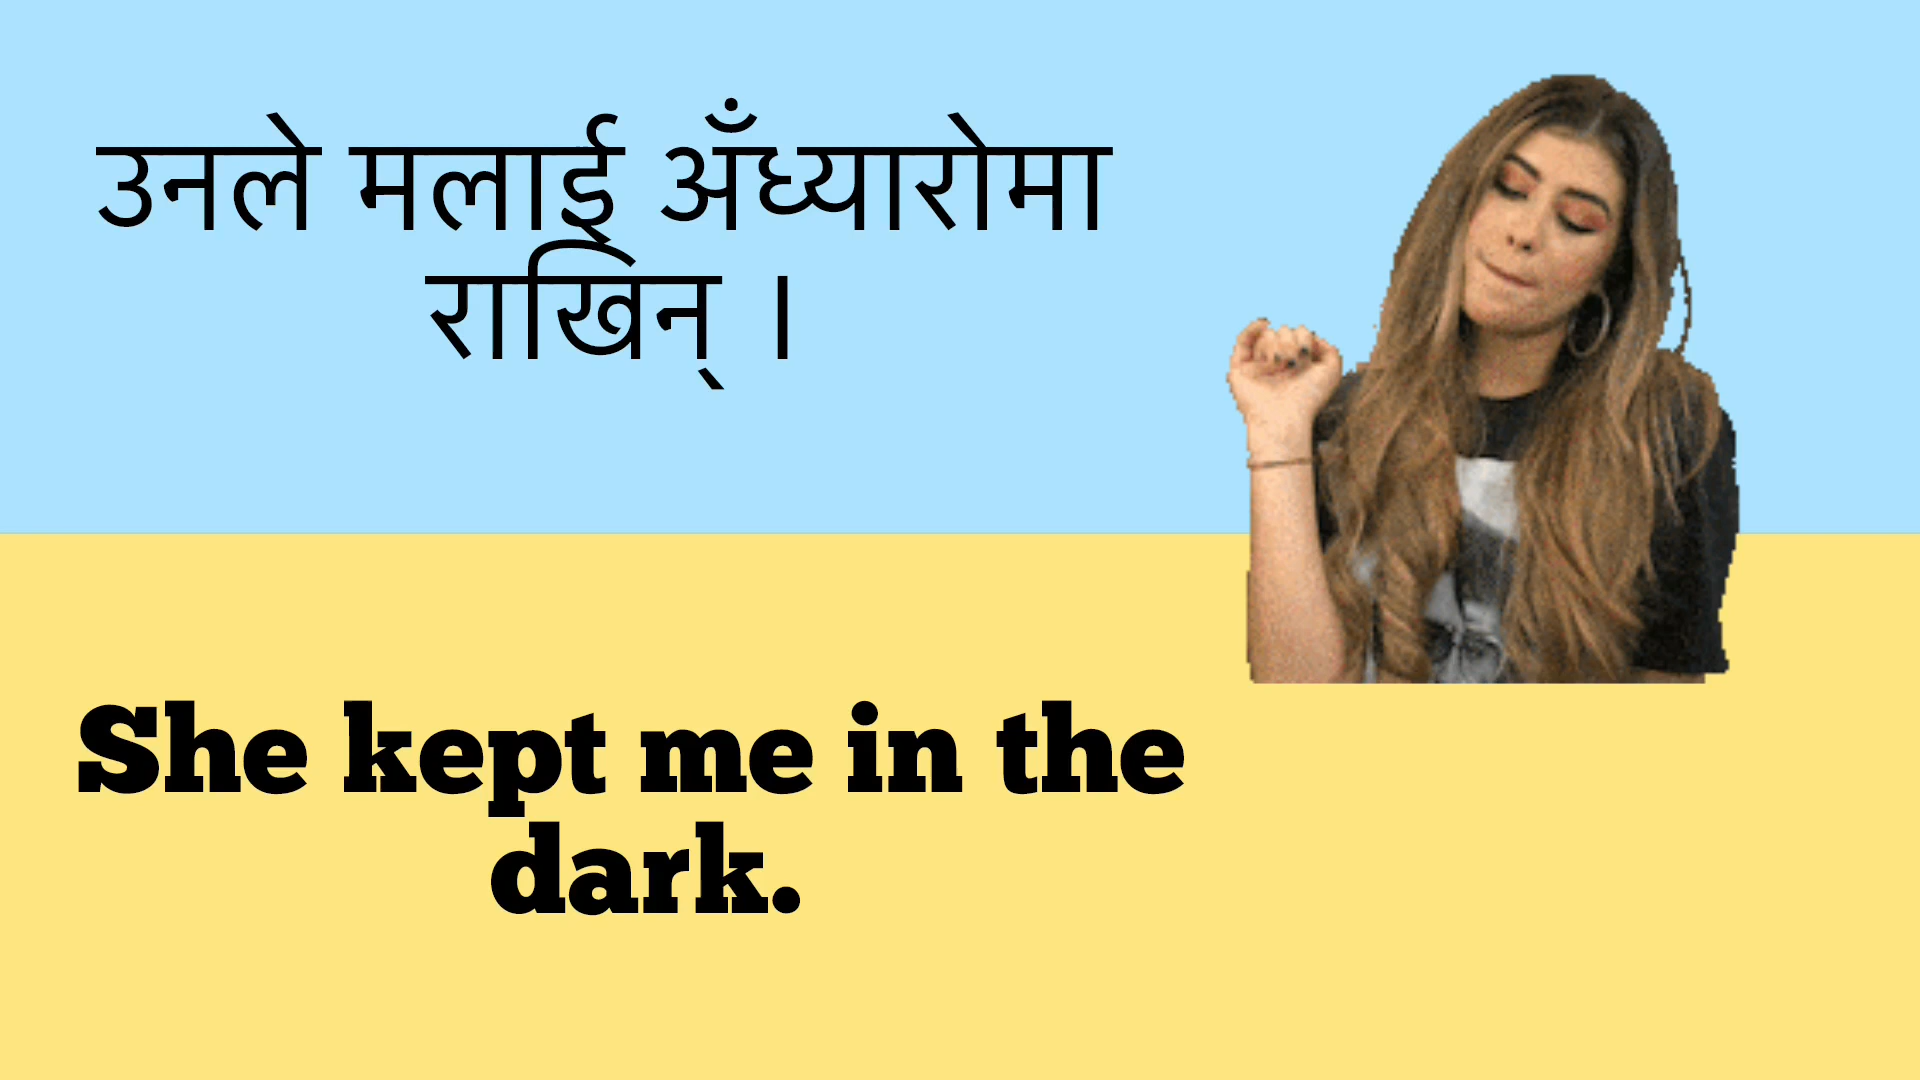 उनले मलाई अँध्यारोमा
राखिन् ।
She kept me in the
dark.